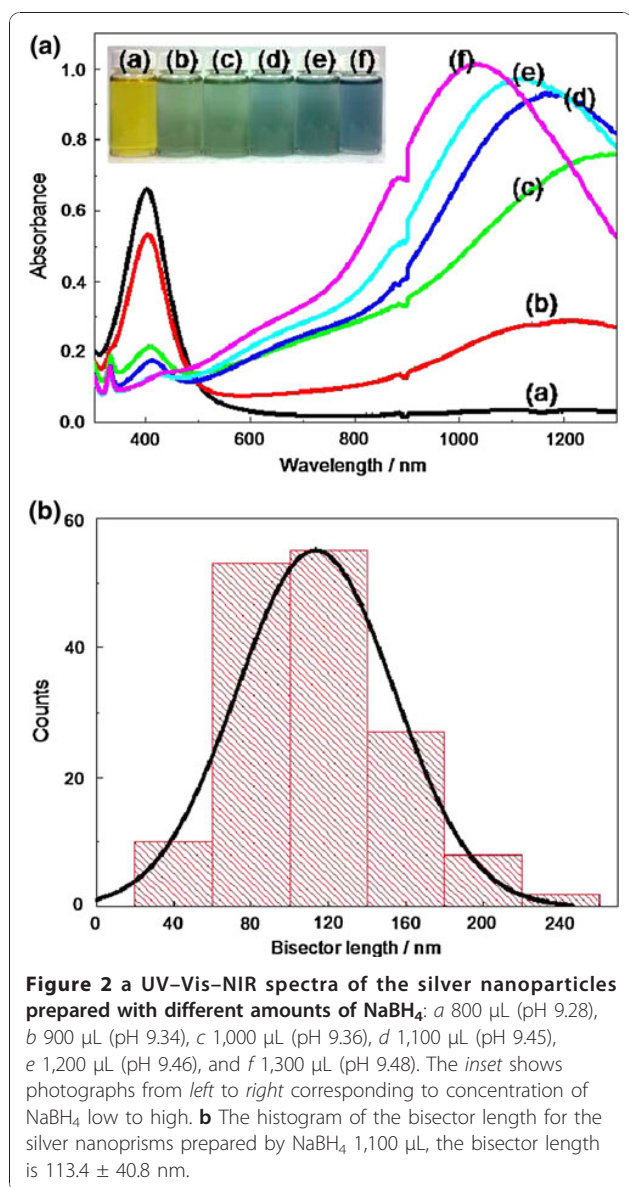 (a)
(a) (b) (c) (d) (e) (f)
(f)
(e)
(d)
(c)
(b)
(a)
1.0
0.8
0.6
0.4
0.2
0.0
Absorbance
400 600 800 1000 1200
Wavelength / nm
(b)
60
40
20
0
Counts
0 40 80 120 160 200 240
Bisector length / nm
Figure 2 a UV–Vis–NIR spectra of the silver nanoparticles
prepared with different amounts of NaBH₄: a 800 μL (pH 9.28),
b 900 μL (pH 9.34), c 1,000 μL (pH 9.36), d 1,100 μL (pH 9.45),
e 1,200 μL (pH 9.46), and f 1,300 μL (pH 9.48). The inset shows
photographs from left to right corresponding to concentration of
NaBH₄ low to high. b The histogram of the bisector length for the
silver nanoprisms prepared by NaBH₄ 1,100 μL, the bisector length
is 113.4 ± 40.8 nm.